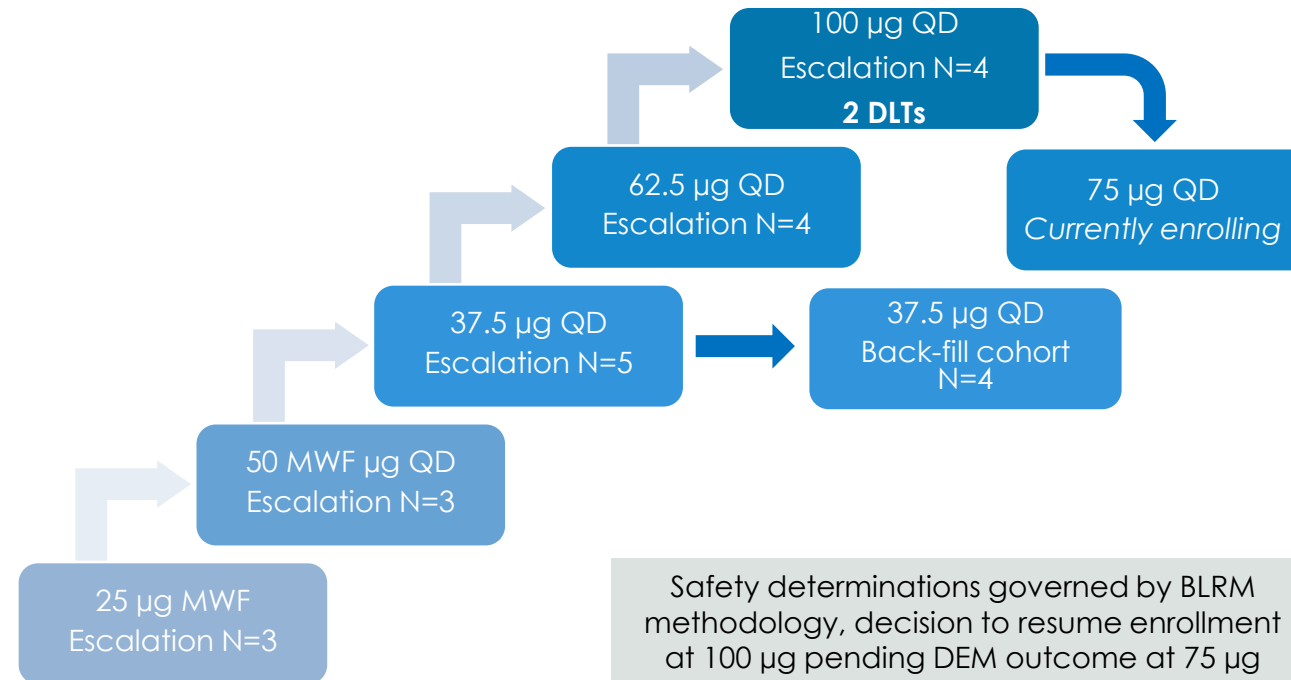 100 µg QD
Escalation N=4
2 DLTs
62.5 µg QD
Escalation N=4
75 µg QD
Currently enrolling
37.5 µg QD
Escalation N=5
37.5 µg QD
Back-fill cohort
N=4
50 MWF µg QD
Escalation N=3
25 µg MWF
Escalation N=3
Safety determinations governed by BLRM
methodology, decision to resume enrollment
at 100 µg pending DEM outcome at 75 µg